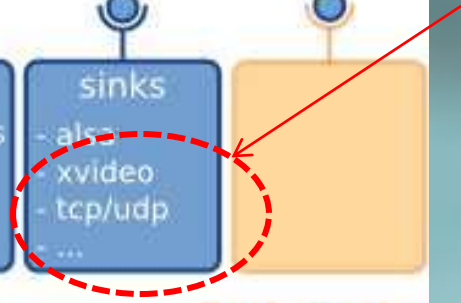 sinks
s
- alsa
- xvideo
- tcp/udp
- ...